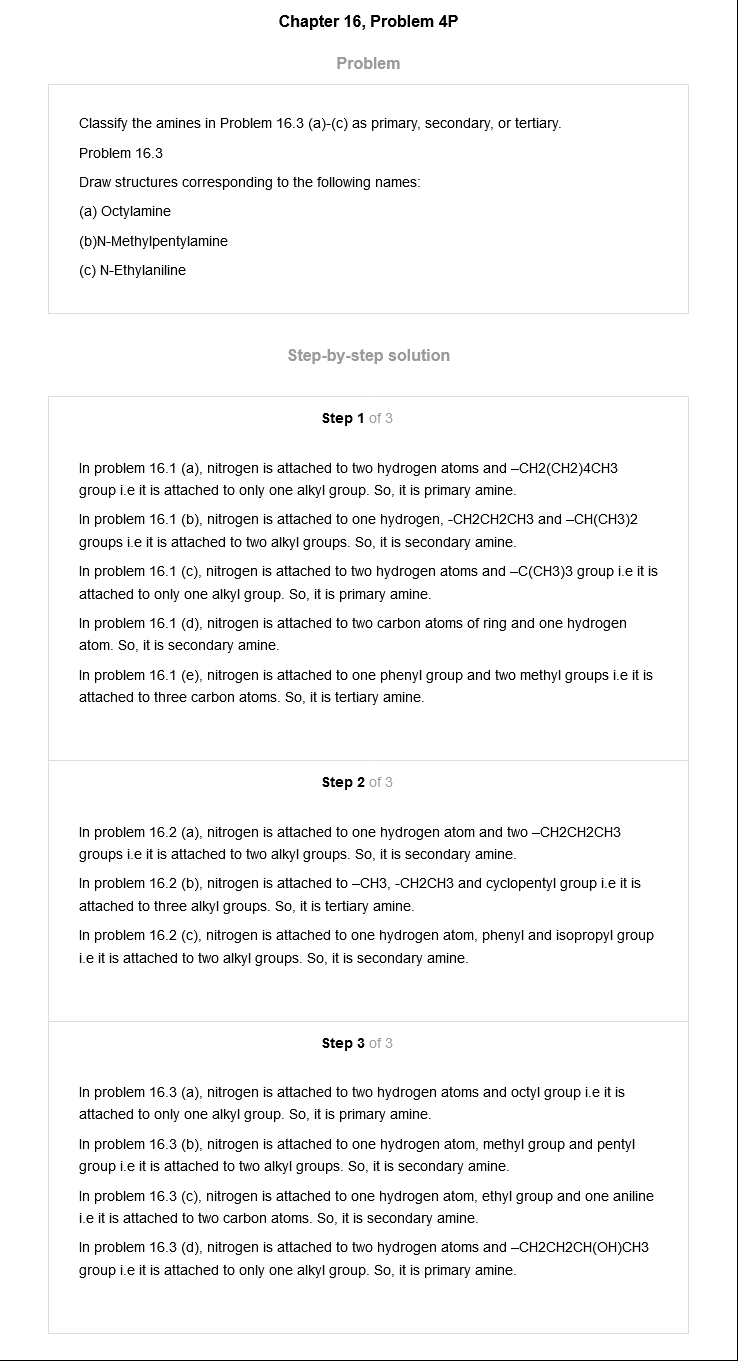 Chapter 16, Problem 4P
Problem
Classify the amines in Problem 16.3 (a)-(c) as primary, secondary, or tertiary.
Problem 16.3
Draw structures corresponding to the following names:
(a) Octylamine
(b)N-Methylpentylamine
(c) N-Ethylaniline
Step-by-step solution
Step 1 of 3
In problem 16.1 (a), nitrogen is attached to two hydrogen atoms and –CH2(CH2)4CH3
group i.e it is attached to only one alkyl group. So, it is primary amine.
In problem 16.1 (b), nitrogen is attached to one hydrogen, -CH2CH2CH3 and –CH(CH3)2
groups i.e it is attached to two alkyl groups. So, it is secondary amine.
In problem 16.1 (c), nitrogen is attached to two hydrogen atoms and –C(CH3)3 group i.e it is
attached to only one alkyl group. So, it is primary amine.
In problem 16.1 (d), nitrogen is attached to two carbon atoms of ring and one hydrogen
atom. So, it is secondary amine.
In problem 16.1 (e), nitrogen is attached to one phenyl group and two methyl groups i.e it is
attached to three carbon atoms. So, it is tertiary amine.
Step 2 of 3
In problem 16.2 (a), nitrogen is attached to one hydrogen atom and two –CH2CH2CH3
groups i.e it is attached to two alkyl groups. So, it is secondary amine.
In problem 16.2 (b), nitrogen is attached to –CH3, -CH2CH3 and cyclopentyl group i.e it is
attached to three alkyl groups. So, it is tertiary amine.
In problem 16.2 (c), nitrogen is attached to one hydrogen atom, phenyl and isopropyl group
i.e it is attached to two alkyl groups. So, it is secondary amine.
Step 3 of 3
In problem 16.3 (a), nitrogen is attached to two hydrogen atoms and octyl group i.e it is
attached to only one alkyl group. So, it is primary amine.
In problem 16.3 (b), nitrogen is attached to one hydrogen atom, methyl group and pentyl
group i.e it is attached to two alkyl groups. So, it is secondary amine.
In problem 16.3 (c), nitrogen is attached to one hydrogen atom, ethyl group and one aniline
i.e it is attached to two carbon atoms. So, it is secondary amine.
In problem 16.3 (d), nitrogen is attached to two hydrogen atoms and –CH2CH2CH(OH)CH3
group i.e it is attached to only one alkyl group. So, it is primary amine.